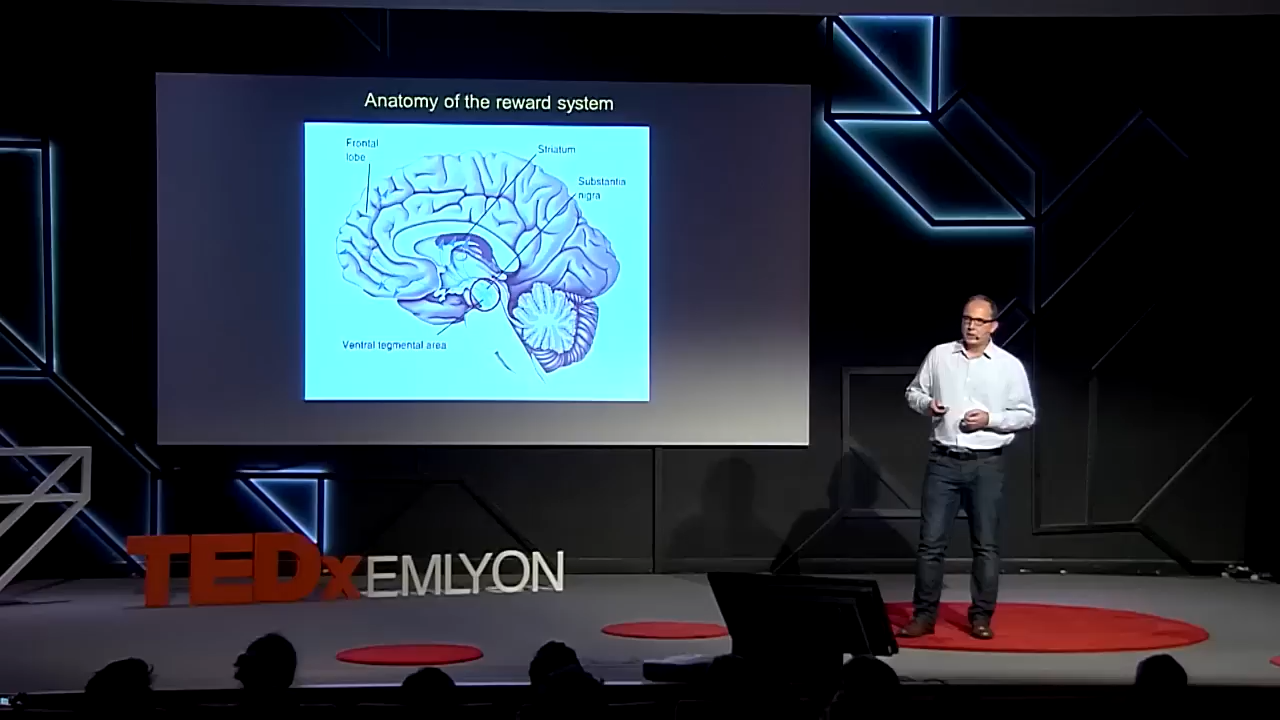 Anatomy of the reward system
Frontal
lobe
Striatum
Substantia
nigra
Ventral tegmental area
TEDxEMLYON